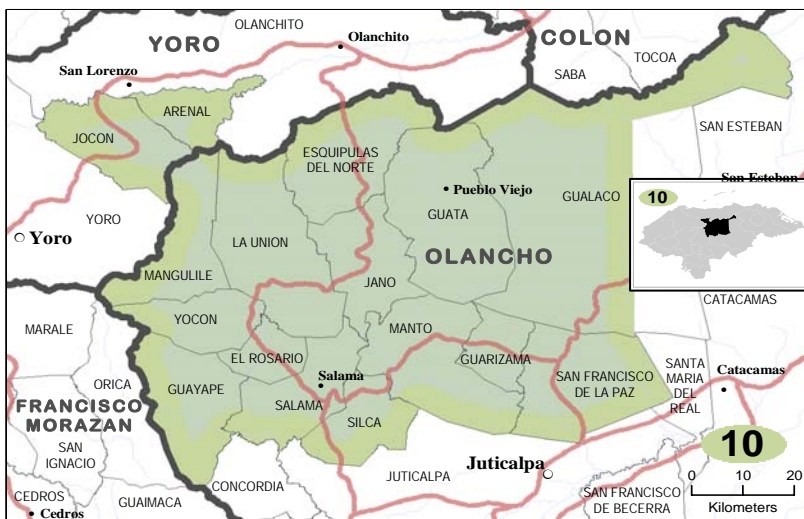 OLANCHITO
YORO
Olanchito
COLON
San Lorenzo
SABA
TOCOA
ARENAL
JOCON
SAN ESTEBAN
ESQUIPULAS
DEL NORTE
San Esteban
Pueblo Viejo
GUALACO
10
YORO
GUATA
Yoro
LA UNION
OLANCHO
MANGULILE
JANO
CATACAMAS
YOCON
MANTO
MARALE
EL ROSARIO
GUARIZAMA
ORICA
GUAYAPE
Salama
SAN FRANCISCO
DE LA PAZ
SANTA
MARIA
DEL
REAL
Catacamas
FRANCISCO
MORAZAN
SALAMA
SILCA
SAN
IGNACIO
10
Juticalpa
JUTICALPA
CONCORDIA
CEDROS
GUAIMACA
SAN FRANCISCO
DE BECERRA
0 10 20
Kilometers
Cedros